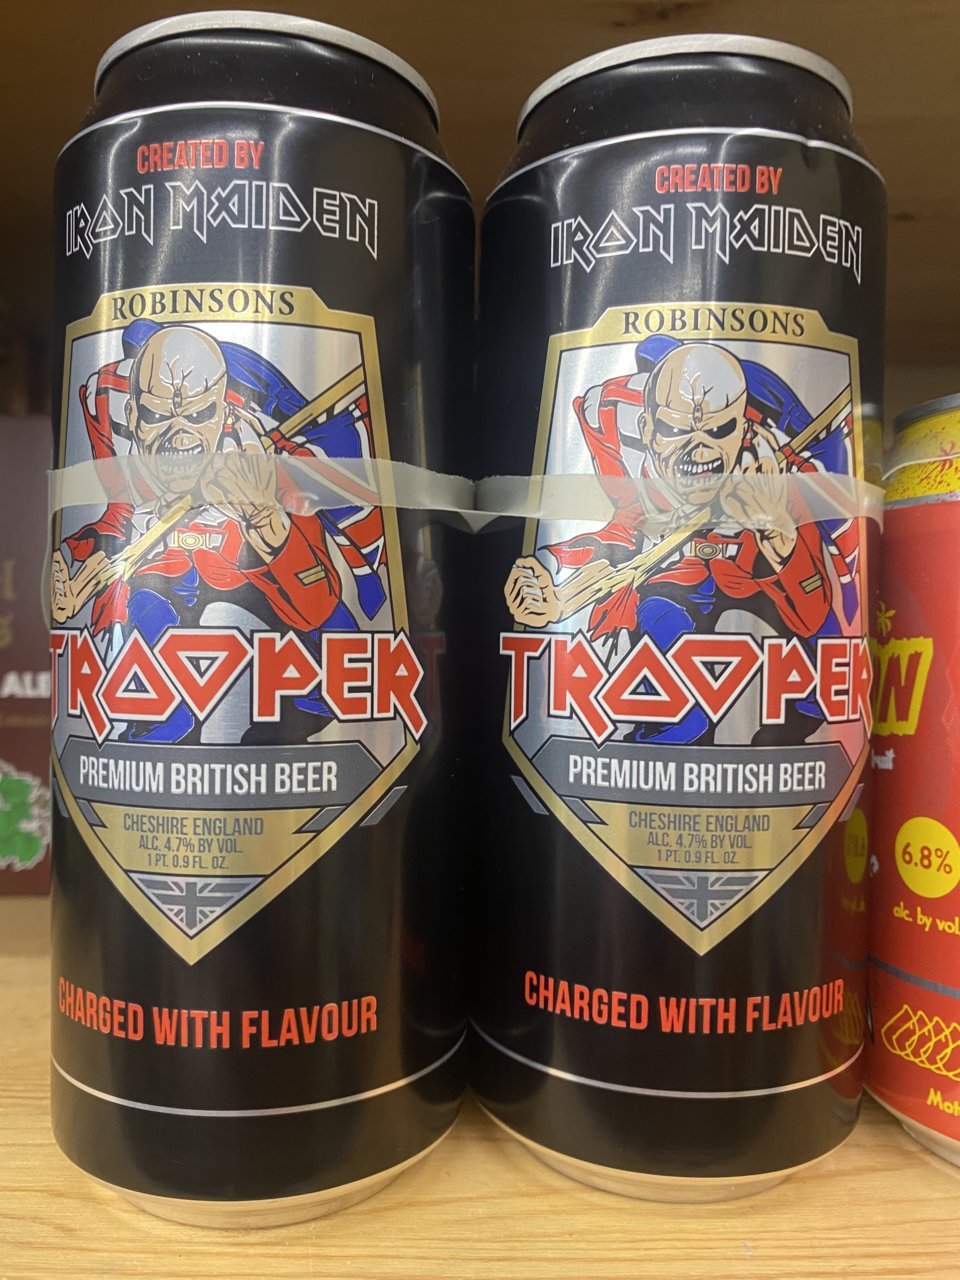 CREATED BY
IRON MAIDEN
ROBINSONS
TROOPER
PREMIUM BRITISH BEER
CHESHIRE ENGLAND
ALC. 4.7% BY VOL.
1 PT. 0.9 FL. OZ.
CHARGED WITH FLAVOUR
CREATED BY
IRON MAIDEN
ROBINSONS
TROOPER
PREMIUM BRITISH BEER
CHESHIRE ENGLAND
ALC. 4.7% BY VOL.
1 PT. 0.9 FL. OZ.
CHARGED WITH FLAVOUR
ALE
6.8%
alc. by vol.